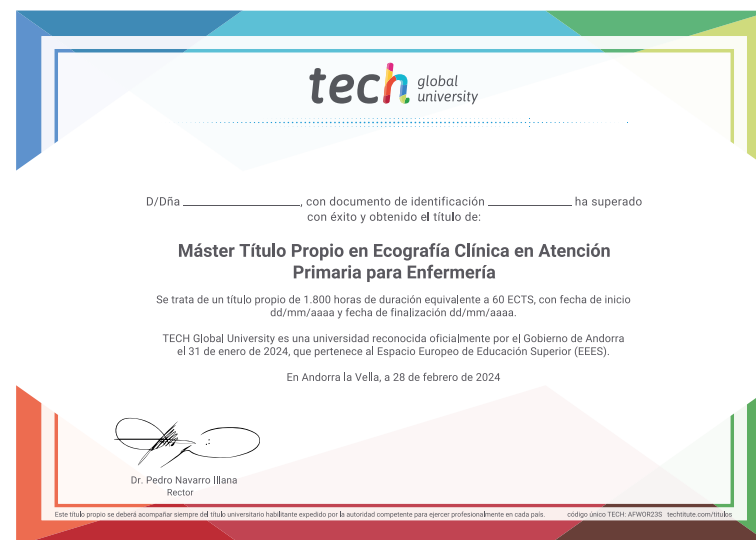 tech global university
D/Dña ____________________, con documento de identificación ______________ ha superado
con éxito y obtenido el título de:
Máster Título Propio en Ecografía Clínica en Atención
Primaria para Enfermería
Se trata de un título propio de 1.800 horas de duración equivalente a 60 ECTS, con fecha de inicio
dd/mm/aaaa y fecha de finalización dd/mm/aaaa.
TECH Global University es una universidad reconocida oficialmente por el Gobierno de Andorra
el 31 de enero de 2024, que pertenece al Espacio Europeo de Educación Superior (EEES).
En Andorra la Vella, a 28 de febrero de 2024
Dr. Pedro Navarro Illana
Rector
Este título propio se deberá acompañar siempre del título universitario habilitante expedido por la autoridad competente para ejercer profesionalmente en cada país. código único TECH: AFWOR23S techtitute.com/titulos